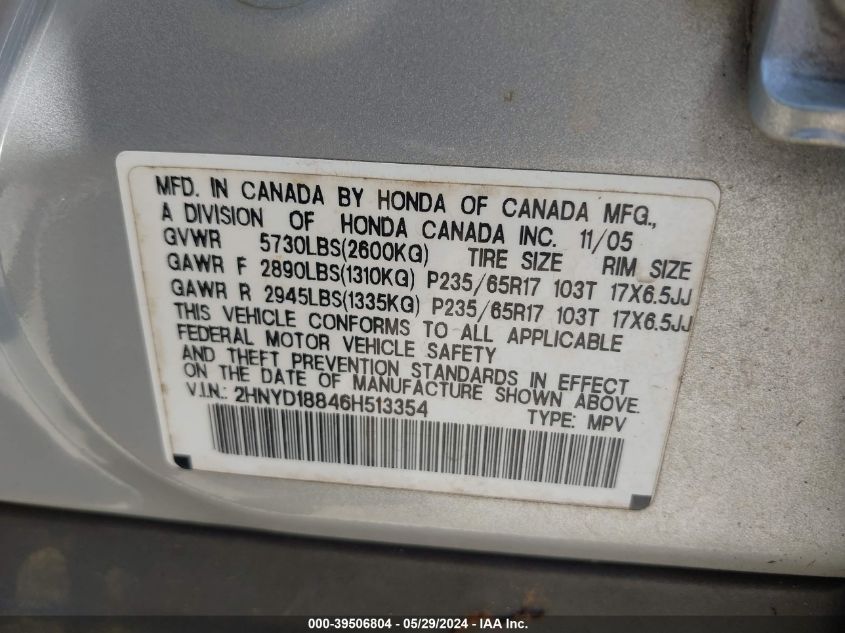 MFD. IN CANADA BY HONDA OF CANADA MFG.,
A DIVISION OF HONDA CANADA INC. 11/05
GVWR 5730LBS(2600KG) TIRE SIZE RIM SIZE
GAWR F 2890LBS(1310KG) P235/65R17 103T 17X6.5JJ
GAWR R 2945LBS(1335KG) P235/65R17 103T 17X6.5JJ
THIS VEHICLE CONFORMS TO ALL APPLICABLE
FEDERAL MOTOR VEHICLE SAFETY
AND THEFT PREVENTION STANDARDS IN EFFECT
ON THE DATE OF MANUFACTURE SHOWN ABOVE.
V.I.N.: 2HNYD18846H513354 TYPE: MPV
000-39506804 - 05/29/2024 - IAA Inc.